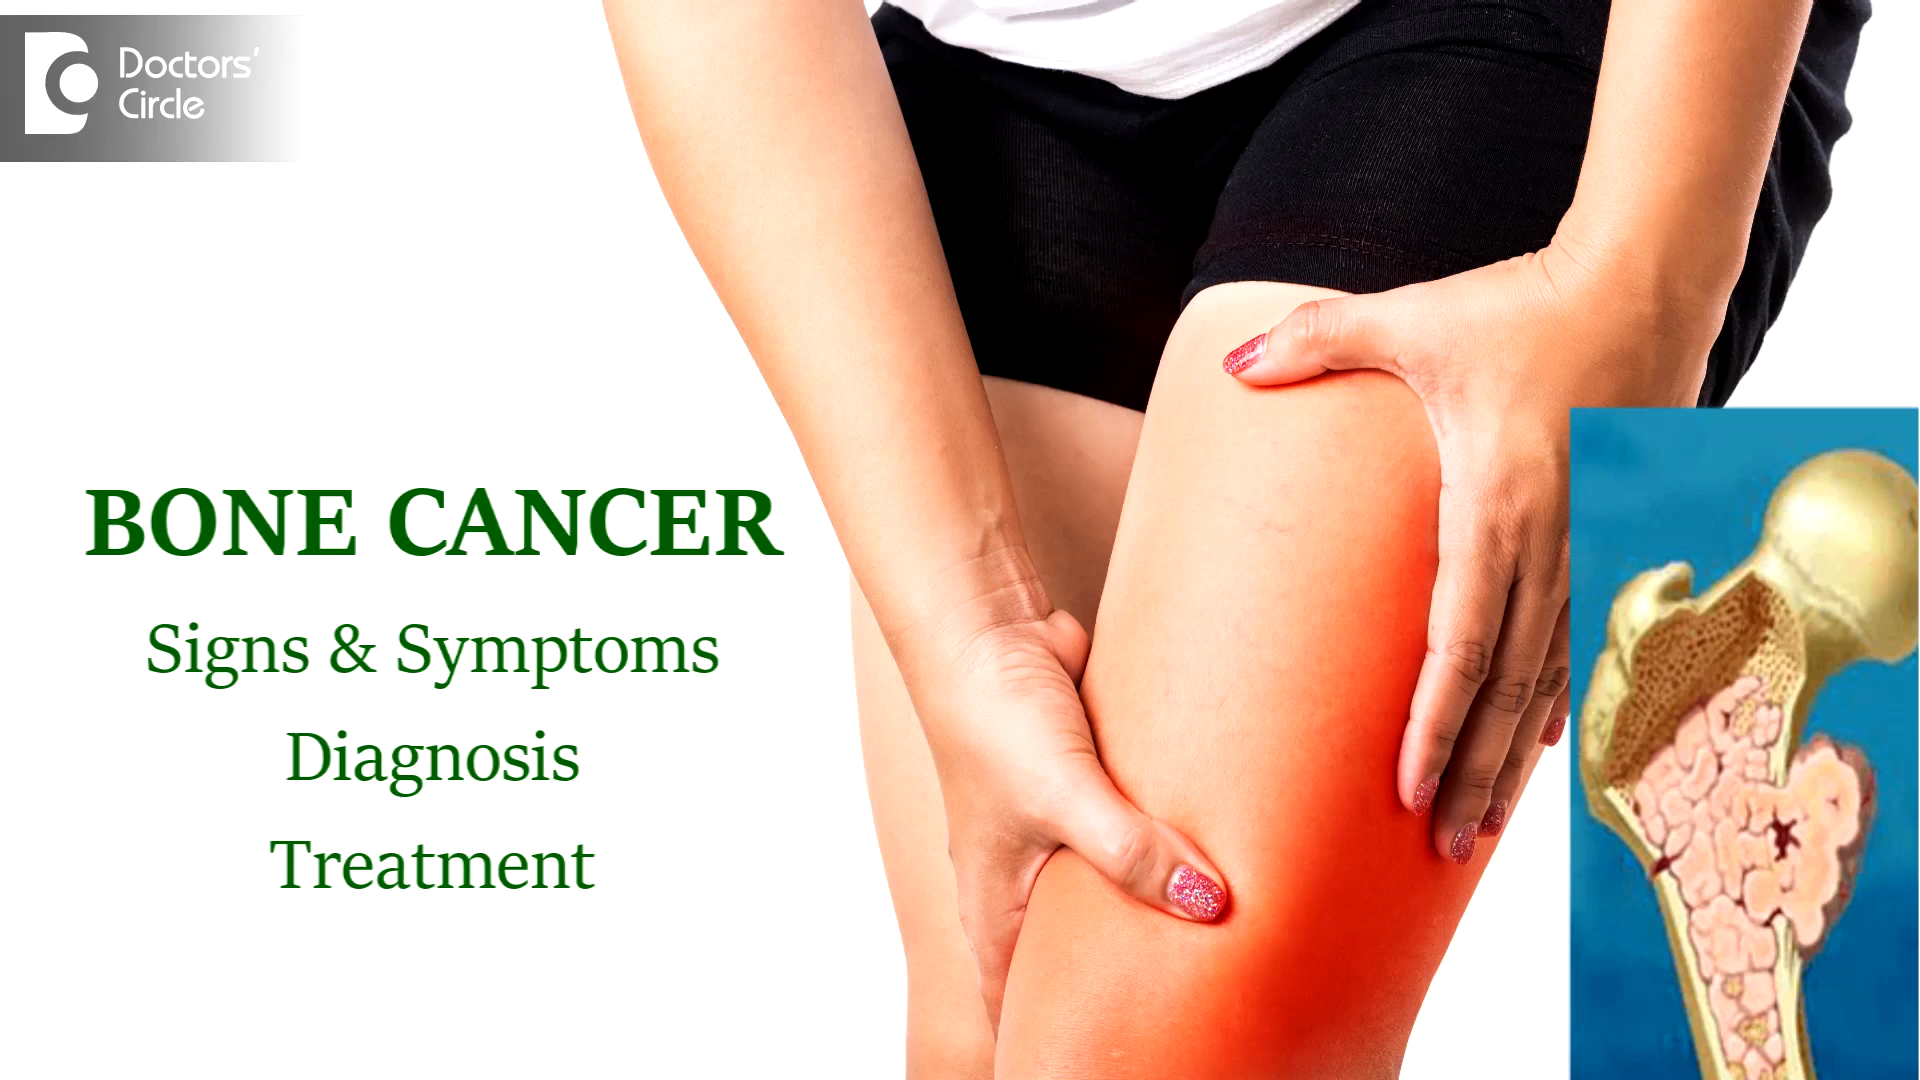 Doctors'
Circle
BONE CANCER
Signs & Symptoms
Diagnosis
Treatment